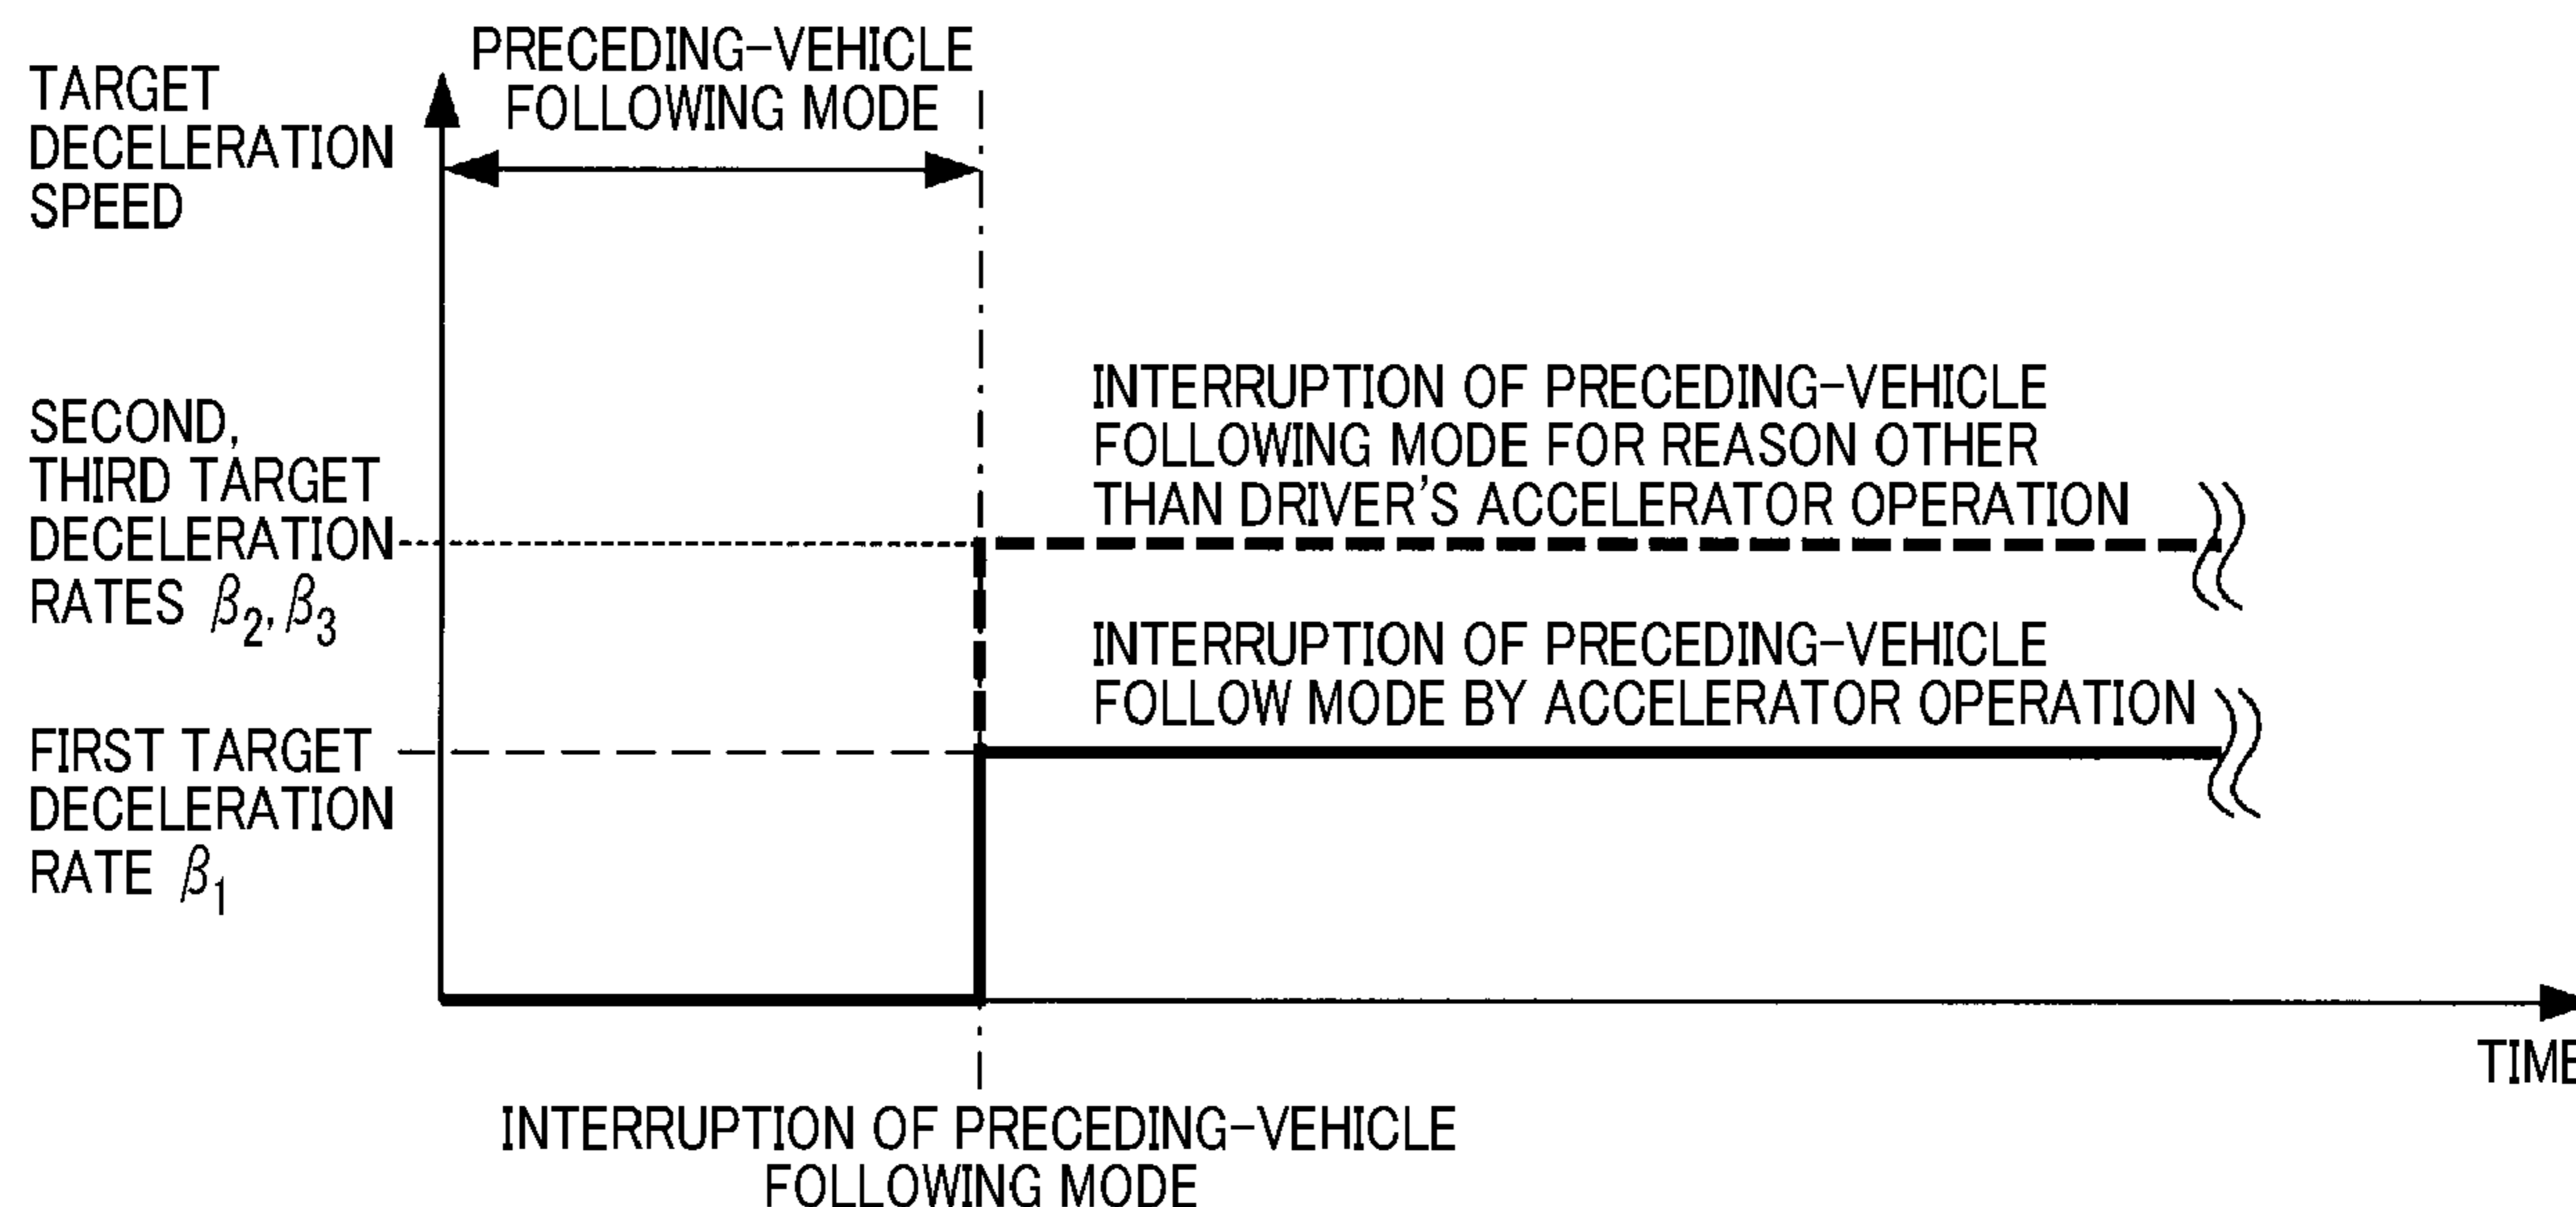 PRECEDING-VEHICLE
FOLLOWING MODE
TARGET
DECELERATION
SPEED
SECOND,
THIRD TARGET
DECELERATION
RATES β2, β3
INTERRUPTION OF PRECEDING-VEHICLE
FOLLOWING MODE FOR REASON OTHER
THAN DRIVER'S ACCELERATOR OPERATION
INTERRUPTION OF PRECEDING-VEHICLE
FOLLOW MODE BY ACCELERATOR OPERATION
FIRST TARGET
DECELERATION
RATE β1
TIME
INTERRUPTION OF PRECEDING-VEHICLE
FOLLOWING MODE